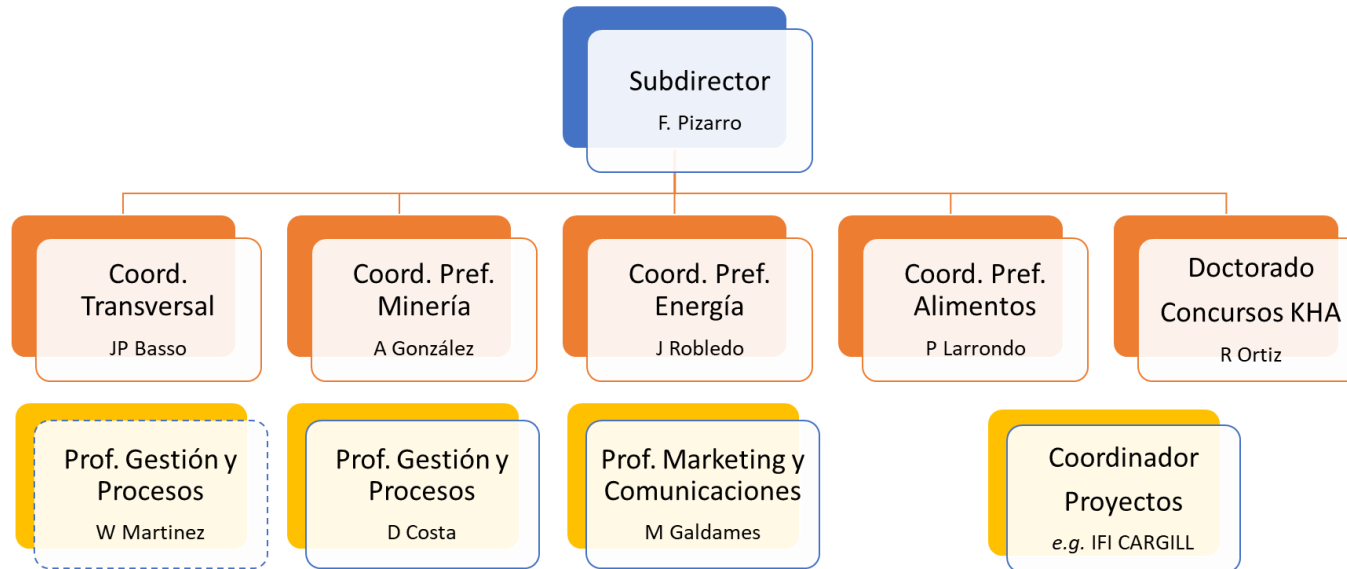 Subdirector
F. Pizarro
Coord.
Transversal
JP Basso
Coord. Pref.
Minería
A González
Coord. Pref.
Energía
J Robledo
Coord. Pref.
Alimentos
P Larrondo
Doctorado
Concursos KHA
R Ortiz
Prof. Gestión y
Procesos
W Martinez
Prof. Gestión y
Procesos
D Costa
Prof. Marketing y
Comunicaciones
M Galdames
Coordinador
Proyectos
e.g. IFI CARGILL